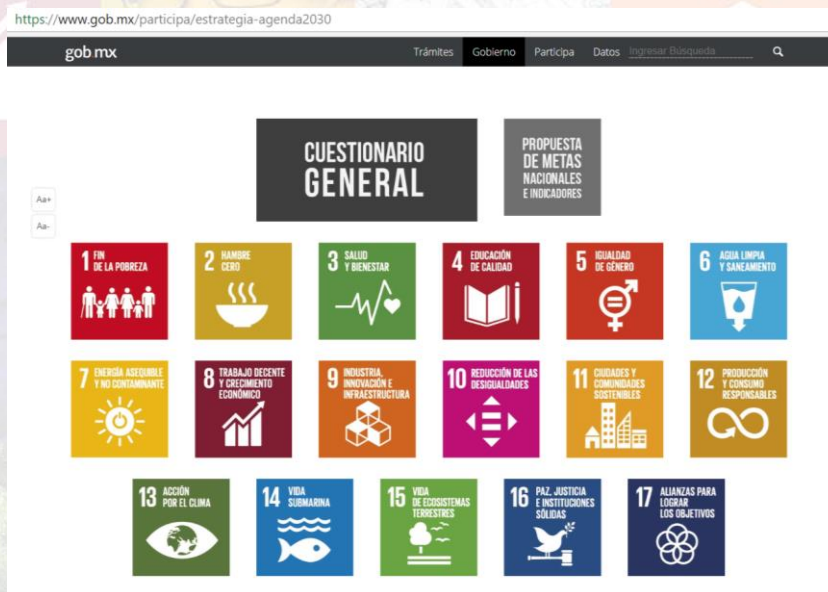 https://www.gob.mx/participa/estrategia-agenda2030
gob.mx Trámites Gobierno Participa Datos Ingresar Búsqueda
CUESTIONARIO
GENERAL
PROPUESTA
DE METAS
NACIONALES
E INDICADORES
Aa+
Aa-
1 FIN
DE LA POBREZA
2 HAMBRE
CERO
3 SALUD
Y BIENESTAR
4 EDUCACIÓN
DE CALIDAD
5 IGUALDAD
DE GÉNERO
6 AGUA LIMPIA
Y SANEAMIENTO
7 ENERGÍA ASEQUIBLE
Y NO CONTAMINANTE
8 TRABAJO DECENTE
Y CRECIMIENTO
ECONÓMICO
9 INDUSTRIA,
INNOVACIÓN E
INFRAESTRUCTURA
10 REDUCCIÓN DE LAS
DESIGUALDADES
11 CIUDADES Y
COMUNIDADES
SOSTENIBLES
12 PRODUCCIÓN
Y CONSUMO
RESPONSABLES
13 ACCIÓN
POR EL CLIMA
14 VIDA
SUBMARINA
15 VIDA
DE ECOSISTEMAS
TERRESTRES
16 PAZ, JUSTICIA
E INSTITUCIONES
SÓLIDAS
17 ALIANZAS PARA
LOGRAR
LOS OBJETIVOS